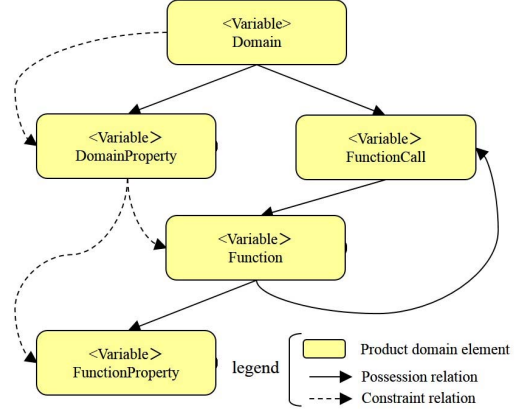 <Variable>
Domain
<Variable＞
DomainProperty
<Variable＞
FunctionCall
<Variable＞
Function
<Variable＞
FunctionProperty
legend
Product domain element
Possession relation
Constraint relation